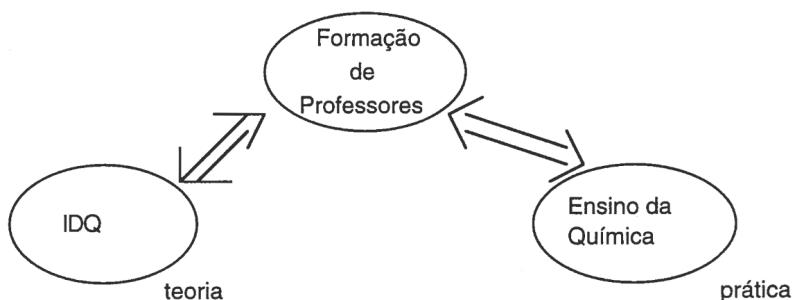 Formação
de
Professores
IDQ
Ensino da
Química
teoria
prática